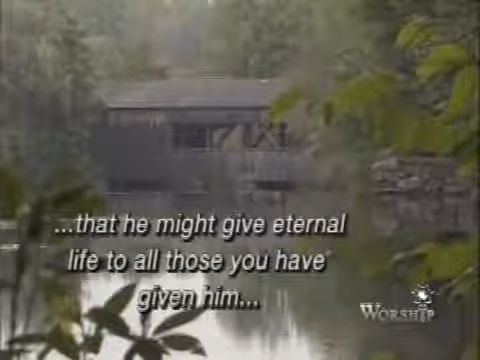 ...that he might give eternal
life to all those you have
given him...
WORSHIP